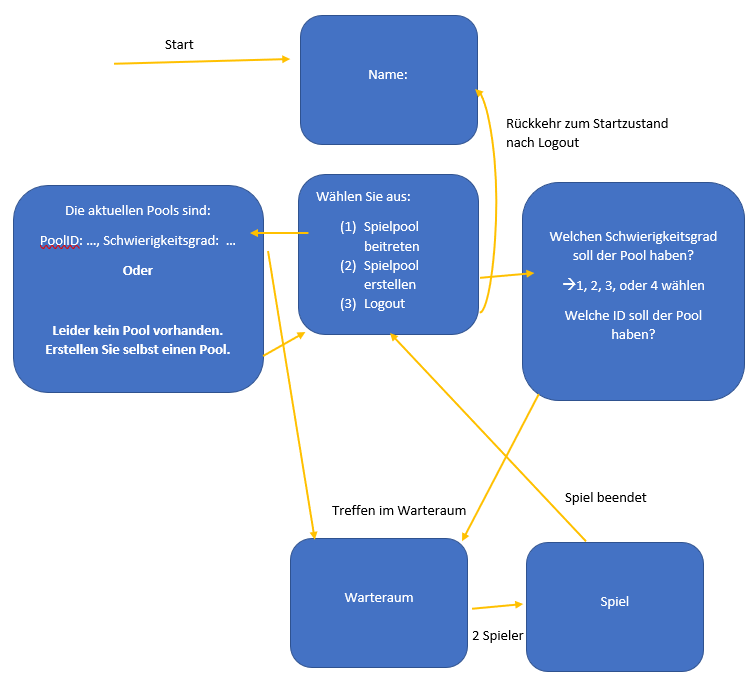 Start
Name:
Rückkehr zum Startzustand
nach Logout
Die aktuellen Pools sind:
PoolID: ..., Schwierigkeitsgrad: ...
Oder
Leider kein Pool vorhanden.
Erstellen Sie selbst einen Pool.
Wählen Sie aus:
(1) Spielpool
beitreten
(2) Spielpool
erstellen
(3) Logout
Welchen Schwierigkeitsgrad
soll der Pool haben?
→1, 2, 3, oder 4 wählen
Welche ID soll der Pool
haben?
Treffen im Warteraum
Spiel beendet
Warteraum
2 Spieler
Spiel